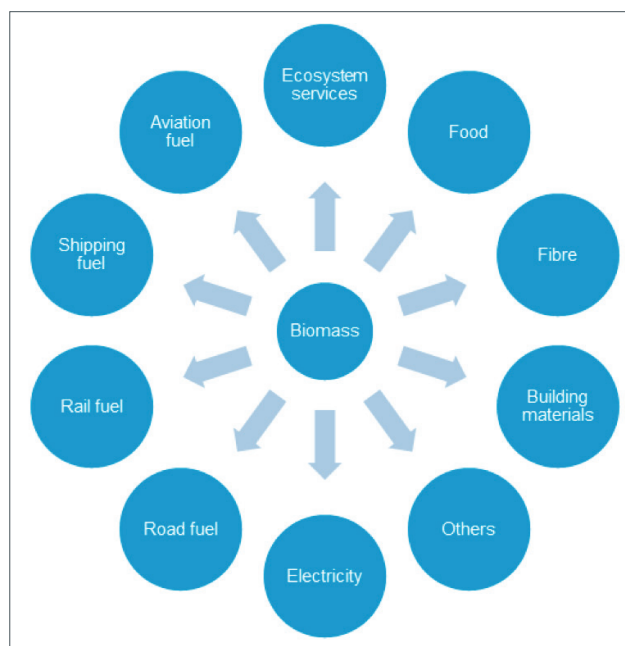 Ecosystem
services
Food
Fibre
Building
materials
Others
Electricity
Road fuel
Rail fuel
Shipping
fuel
Aviation
fuel
Biomass